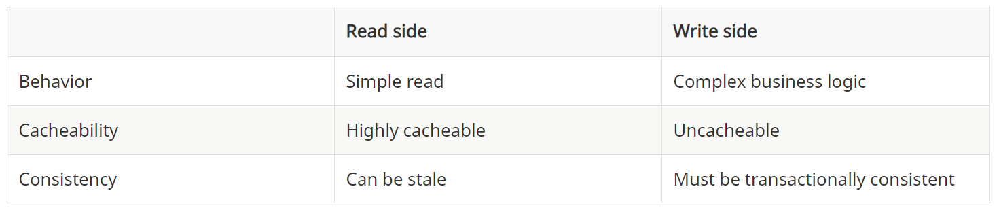 Read side Write side
Behavior Simple read Complex business logic
Cacheability Highly cacheable Uncacheable
Consistency Can be stale Must be transactionally consistent